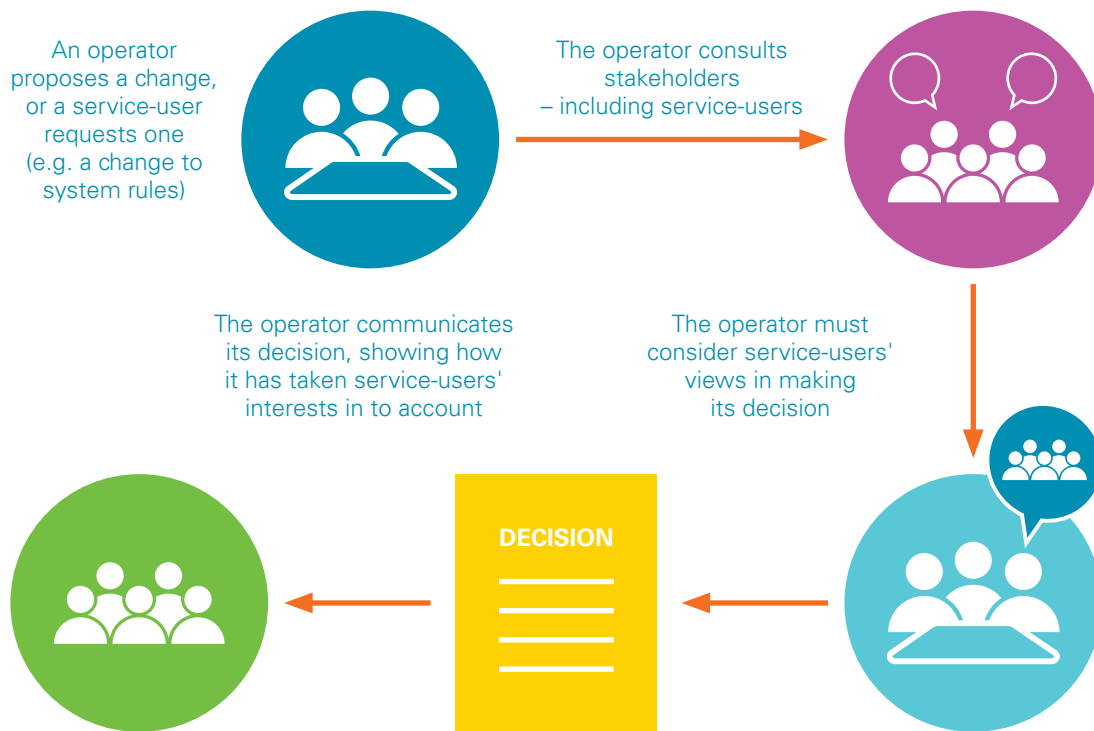 An operator
proposes a change,
or a service-user
requests one
(e.g. a change to
system rules)
The operator consults
stakeholders
– including service-users
The operator must
consider service-users'
views in making
its decision
The operator communicates
its decision, showing how
it has taken service-users'
interests in to account
DECISION